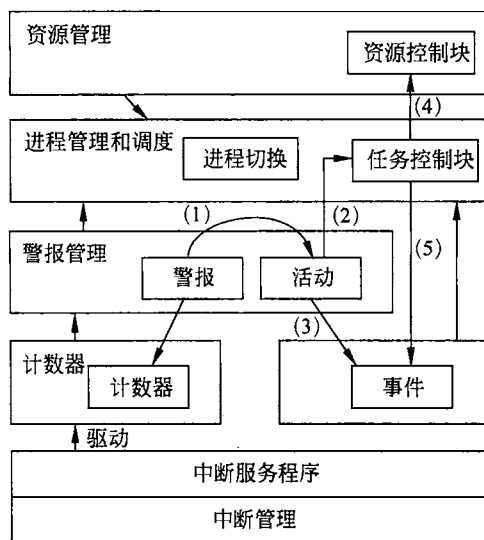 资源管理
资源控制块
(4)
进程管理和调度
进程切换
任务控制块
(1)
(2)
(5)
警报管理
警报
活动
(3)
计数器
计数器
事件
驱动
中断服务程序
中断管理